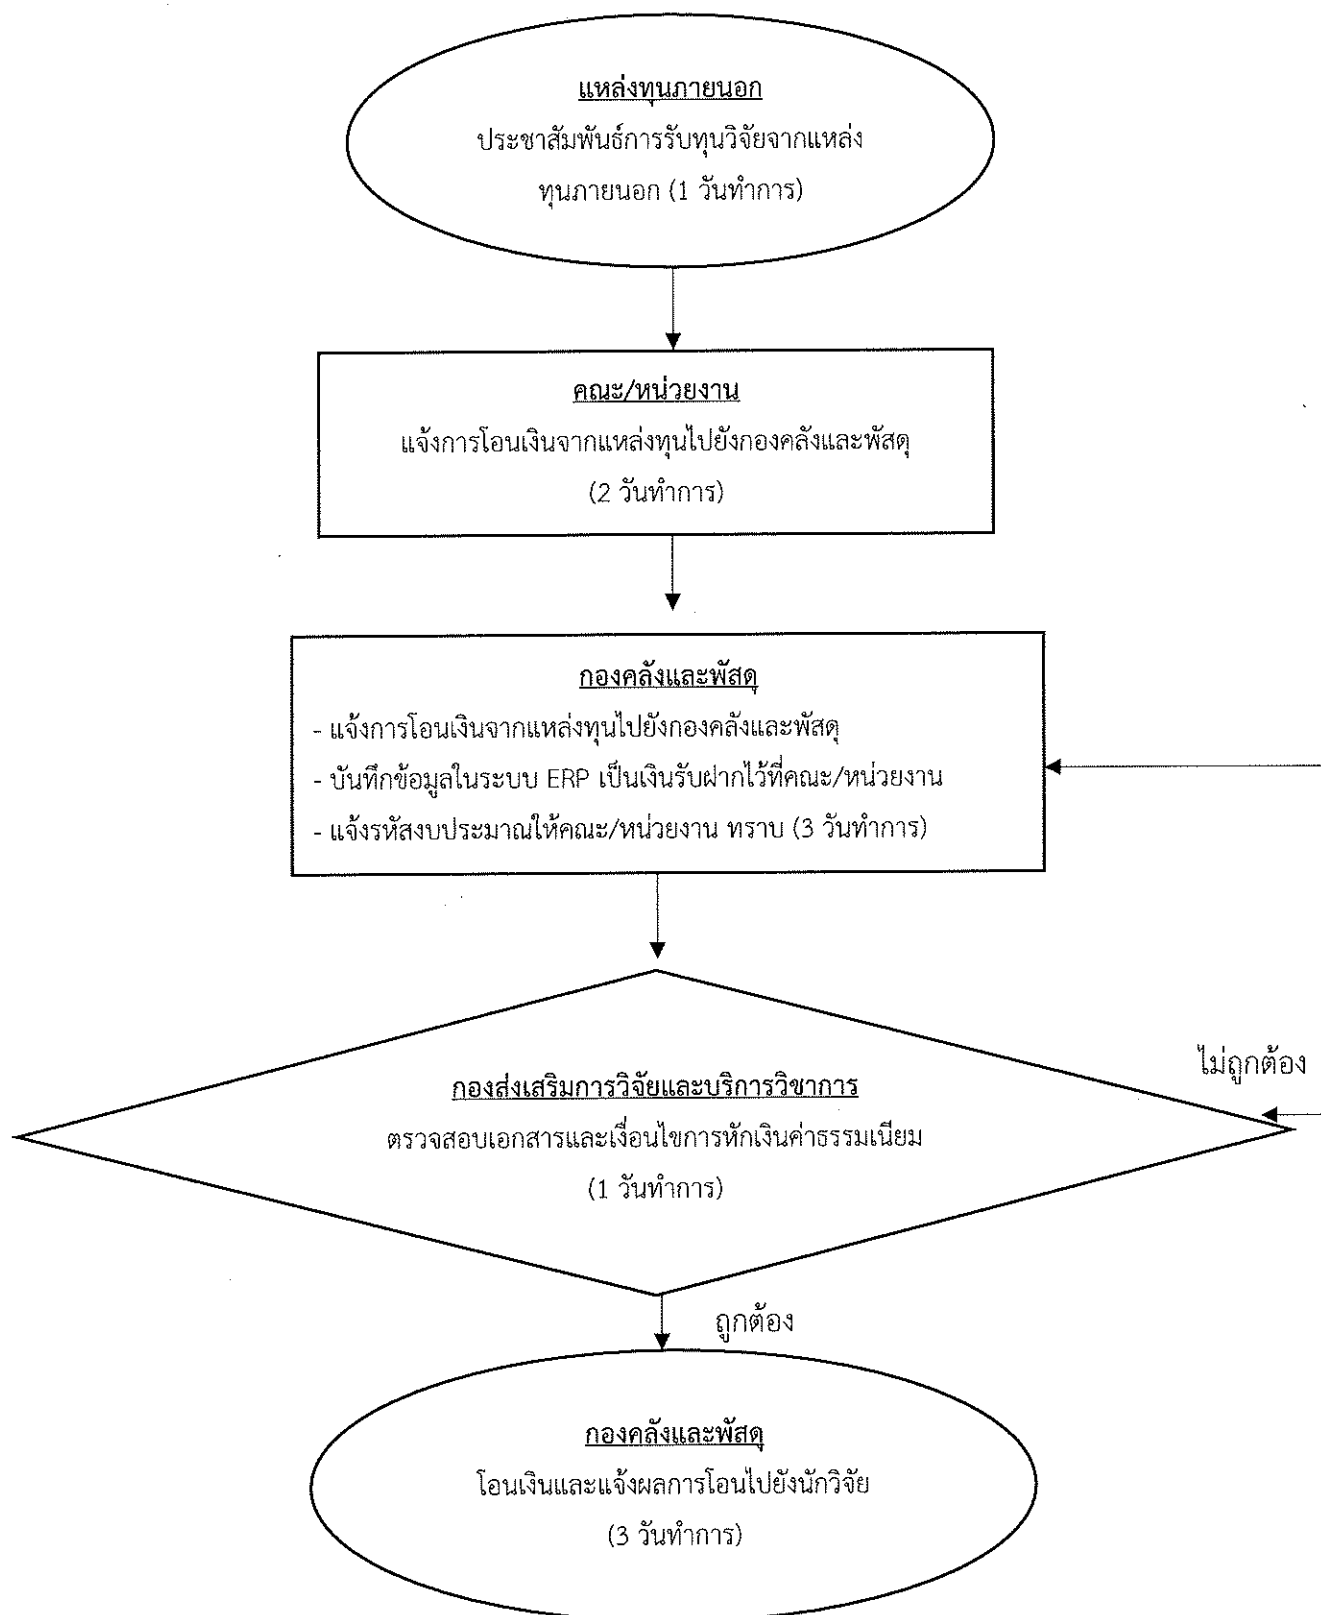 แหล่งทุนภายนอก
ประชาสัมพันธ์การรับทุนวิจัยจากแหล่ง
ทุนภายนอก (1 วันทำการ)
คณะ/หน่วยงาน
แจ้งการโอนเงินจากแหล่งทุนไปยังกองคลังและพัสดุ
(2 วันทำการ)
กองคลังและพัสดุ
- แจ้งการโอนเงินจากแหล่งทุนไปยังกองคลังและพัสดุ
- บันทึกข้อมูลในระบบ ERP เป็นเงินรับฝากไว้ที่คณะ/หน่วยงาน
- แจ้งรหัสงบประมาณให้คณะ/หน่วยงาน ทราบ (3 วันทำการ)
ไม่ถูกต้อง
กองส่งเสริมการวิจัยและบริการวิชาการ
ตรวจสอบเอกสารและเงื่อนไขการหักเงินค่าธรรมเนียม
(1 วันทำการ)
ถูกต้อง
กองคลังและพัสดุ
โอนเงินและแจ้งผลการโอนไปยังนักวิจัย
(3 วันทำการ)